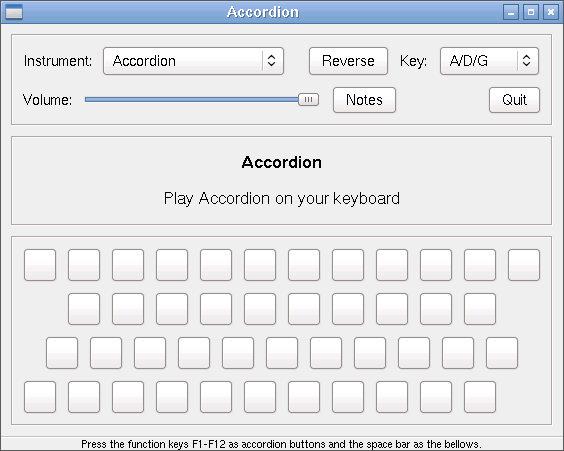 Accordion
Instrument: Accordion Reverse Key: A/D/G
Volume: Notes Quit
Accordion
Play Accordion on your keyboard
Press the function keys F1-F12 as accordion buttons and the space bar as the bellows.